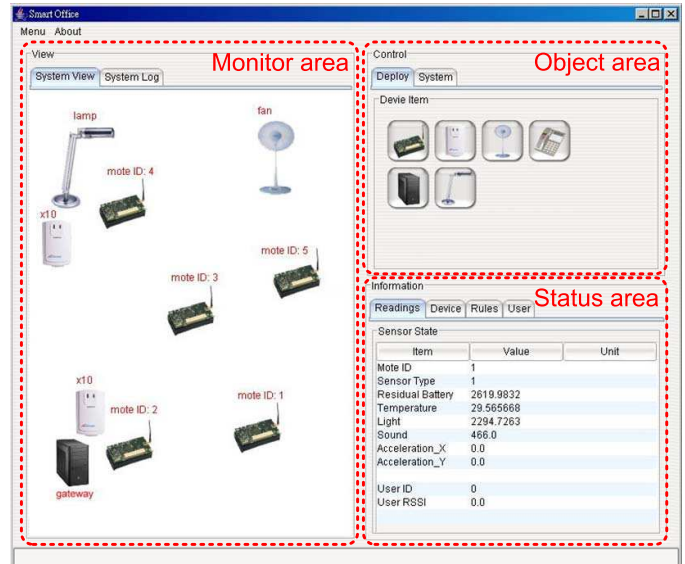 Smart Office
Menu About
View
Monitor area
System View System Log
lamp
fan
mote ID: 4
x10
mote ID: 5
mote ID: 3
x10
mote ID: 2
mote ID: 1
gateway
Control
Object area
Deploy System
Devie Item
Information
Status area
Readings Device Rules User
Sensor State
Item Value Unit
Mote ID 1
Sensor Type 1
Residual Battery 2619.9832
Temperature 29.565668
Light 2294.7263
Sound 466.0
Acceleration_X 0.0
Acceleration_Y 0.0
User ID 0
User RSSI 0.0